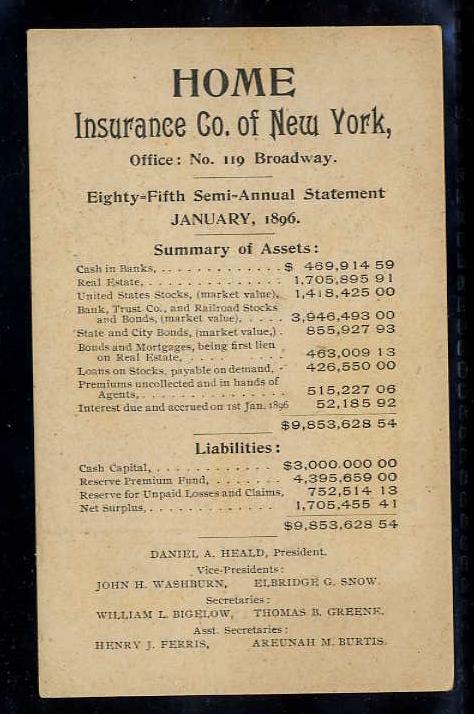 HOME
Insurance Co. of New York,
Office: No. 119 Broadway.
Eighty=Fifth Semi-Annual Statement
JANUARY, 1896.
Summary of Assets:
Cash in Banks, . . . . . . . . . . . . . $ 469,914 59
Real Estate, . . . . . . . . . . . . . . 1,705,895 91
United States Stocks, (market value), . 1,418,425 00
Bank, Trust Co., and Railroad Stocks
and Bonds, (market value), . . . . 3,946,493 00
State and City Bonds, (market value,) . 855,927 93
Bonds and Mortgages, being first lien
on Real Estate, . . . . . . . . . 463,009 13
Loans on Stocks, payable on demand, . . 426,550 00
Premiums uncollected and in hands of
Agents, . . . . . . . . . . . . . . 515,227 06
Interest due and accrued on 1st Jan. 1896 52,185 92
$9,853,628 54
Liabilities:
Cash Capital, . . . . . . . . . . . . $3,000.000 00
Reserve Premium Fund, . . . . . . . 4,395,659 00
Reserve for Unpaid Losses and Claims, 752,514 13
Net Surplus, . . . . . . . . . . . . 1,705,455 41
$9,853,628 54
DANIEL A. HEALD, President.
Vice-Presidents:
JOHN H. WASHBURN, ELBRIDGE G. SNOW.
Secretaries:
WILLIAM L. BIGELOW, THOMAS B. GREENE.
Asst. Secretaries:
HENRY J. FERRIS, AREUNAH M. BURTIS.